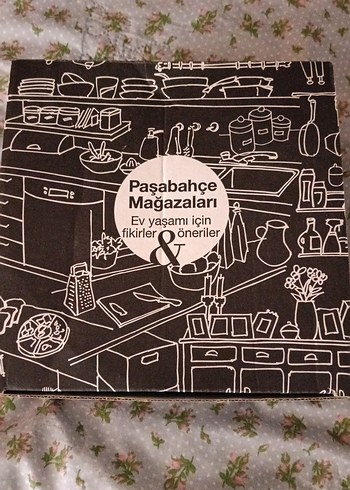 Paşabahçe
Mağazaları
Ev yaşamı için
fikirler & öneriler